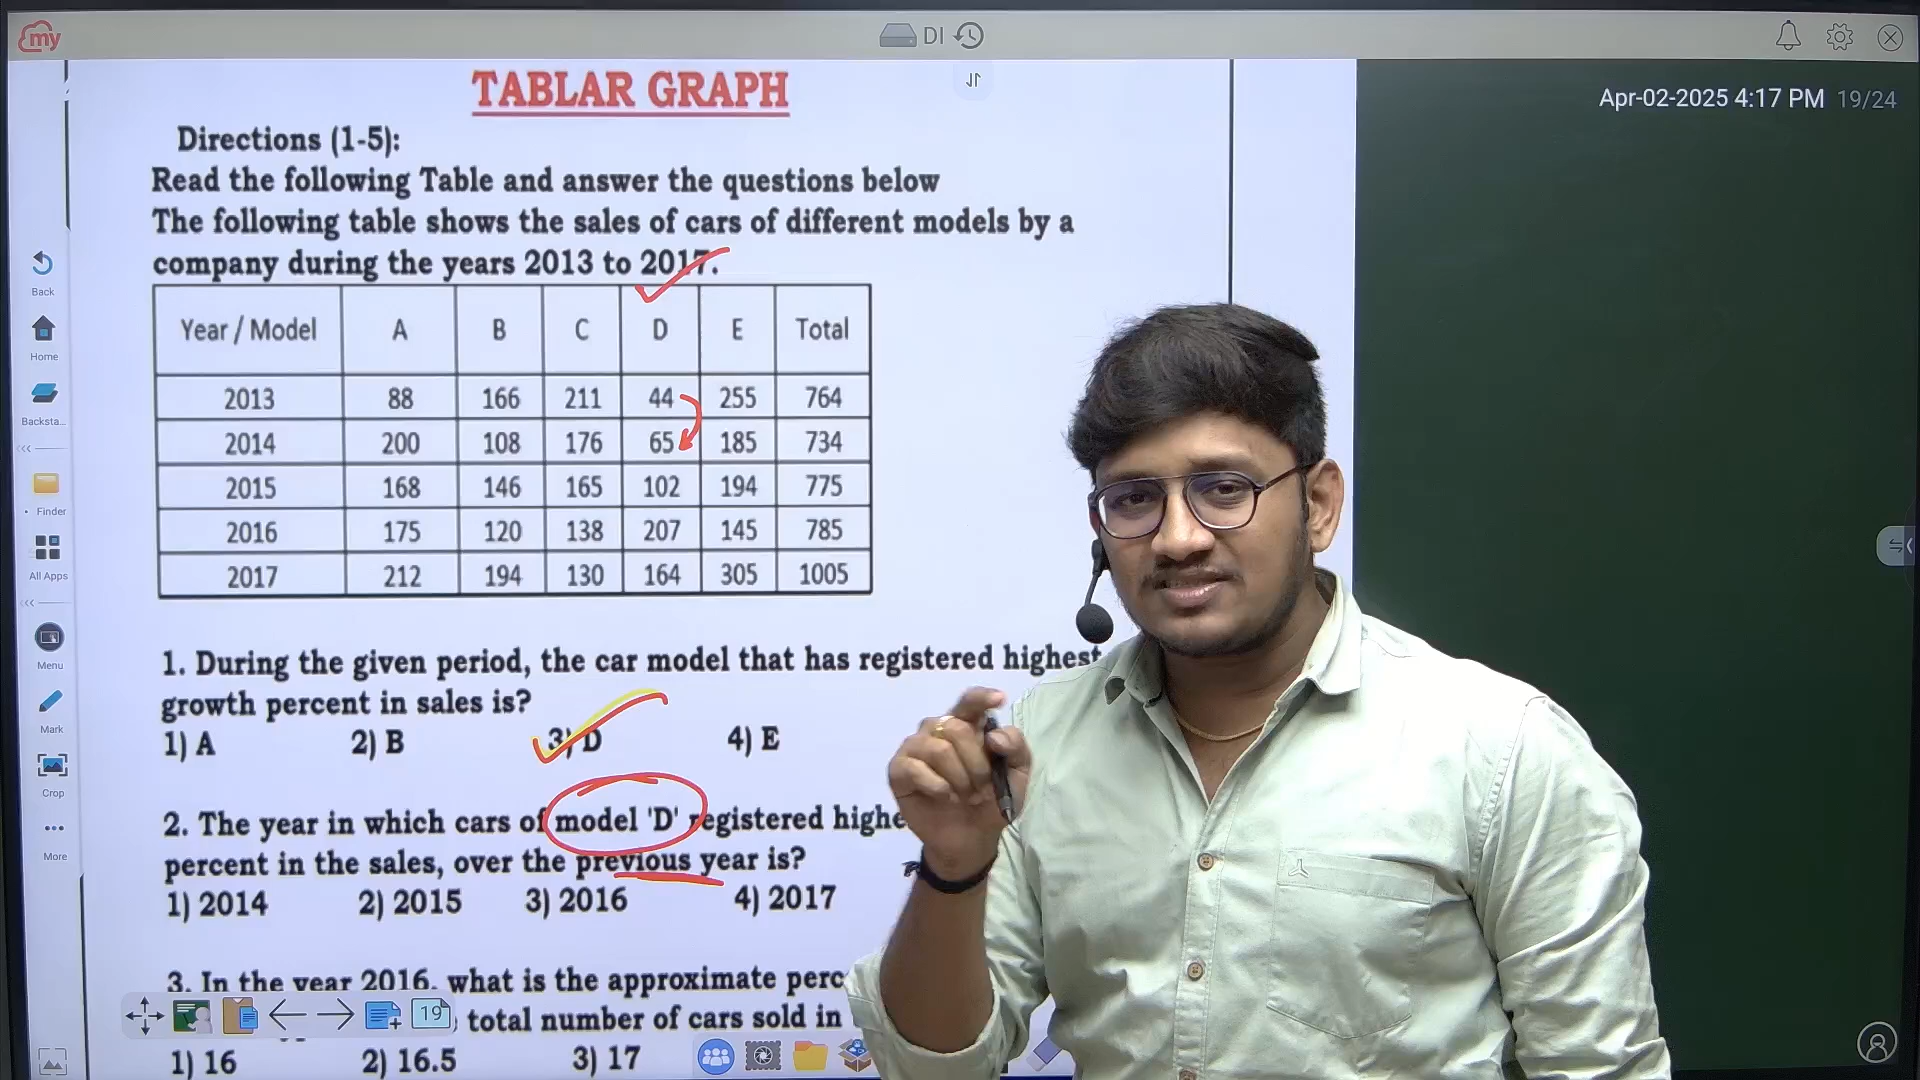 my
DI
Apr-02-2025 4:17 PM 19/24
TABLAR GRAPH
Directions (1-5):
Read the following Table and answer the questions below
The following table shows the sales of cars of different models by a
company during the years 2013 to 2017.
Year / Model A B C D E Total
2013 88 166 211 44 255 764
2014 200 108 176 65 185 734
2015 168 146 165 102 194 775
2016 175 120 138 207 145 785
2017 212 194 130 164 305 1005
1. During the given period, the car model that has registered highest
growth percent in sales is?
1) A 2) B 3) D 4) E
2. The year in which cars of model 'D' registered highe
percent in the sales, over the previous year is?
1) 2014 2) 2015 3) 2016 4) 2017
3. In the year 2016, what is the approximate perc
total number of cars sold in
1) 16 2) 16.5 3) 17
Back
Home
Backsta...
Finder
All Apps
Menu
Mark
Crop
More
19